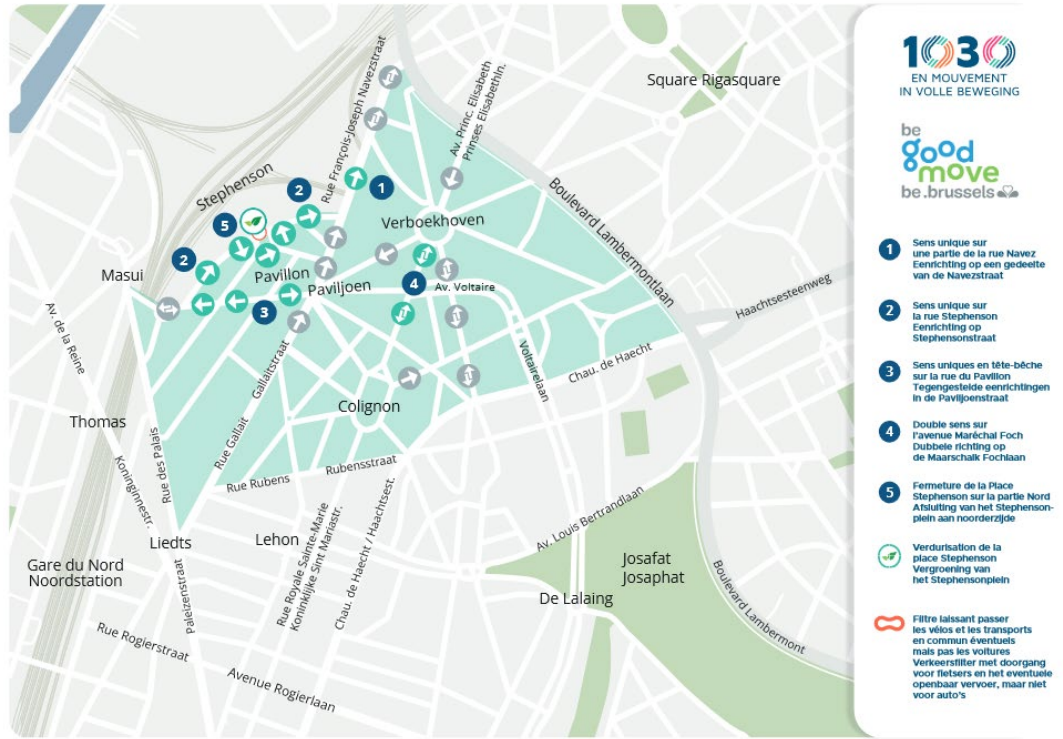 Square Rigasquare
Rue François-Joseph Navezstraat
Av. Princ. Elisabeth
Prinses Elisabethln.
Boulevard Lambermontlaan
Stephenson
2
1
5
Verboekhoven
2
Masui
Pavillon
Paviljoen
4
Av. Voltaire
3
Haachtsesteenweg
Av. de la Reine
Gallaitstraat
Voltairelaan
Chau. de Haecht
Colignon
Thomas
Rue Gallait
Rue des Palais
Koninginnestr.
Rubensstraat
Rue Rubens
Liedts
Lehon
Rue Royale Sainte-Marie
Koninklijke Sint Mariastr.
Chau. de Haecht / Haachtsest.
Av. Louis Bertrandlaan
Gare du Nord
Noordstation
Josafat
Josaphat
De Lalaing
Boulevard Lambermont
Paleizenstraat
Rue Rogierstraat
Avenue Rogierlaan
1030
EN MOUVEMENT
IN VOLLE BEWEGING
be
good
move
be.brussels
1
Sens unique sur
une partie de la rue Navez
Eenrichting op een gedeelte
van de Navezstraat
2
Sens unique sur
la rue Stephenson
Eenrichting op
Stephensonstraat
3
Sens uniques en tête-bêche
sur la rue du Pavillon
Tegengestelde eenrichtingen
in de Paviljoenstraat
4
Double sens sur
l'avenue Maréchal Foch
Dubbele richting op
de Maarschalk Fochlaan
5
Fermeture de la Place
Stephenson sur la partie Nord
Afsluiting van het Stephenson-
plein aan noorderzijde
Verdurisation de la
place Stephenson
Vergroening van
het Stephensonplein
Filtre laissant passer
les vélos et les transports
en commun éventuels
mais pas les voitures
Verkeersfilter met doorgang
voor fietsers en het eventuele
openbaar vervoer, maar niet
voor auto's